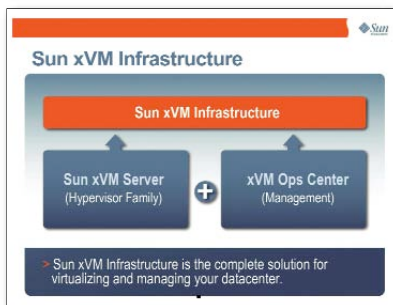 Sun
Sun xVM Infrastructure
Sun xVM Infrastructure
Sun xVM Server
(Hypervisor Family)
+
xVM Ops Center
(Management)
> Sun xVM Infrastructure is the complete solution for
virtualizing and managing your datacenter.